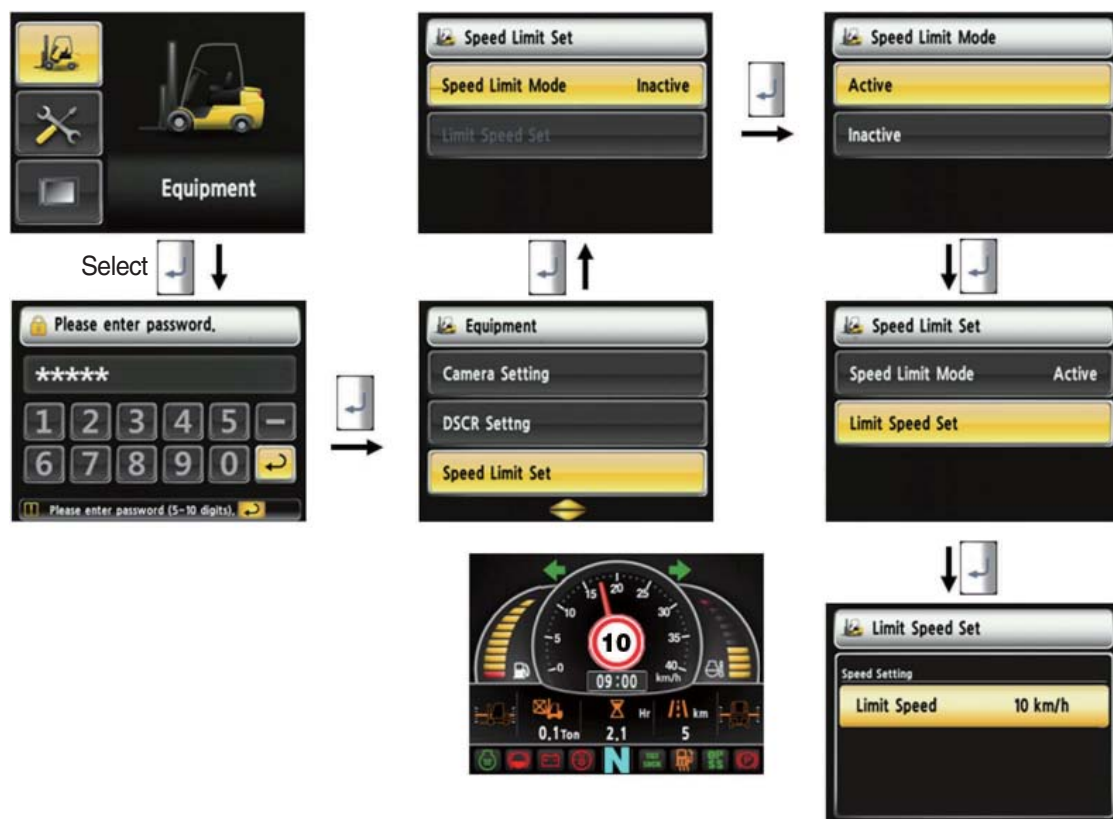 Equipment
Select
Please enter password.
*****
1 2 3 4 5 -
6 7 8 9 0
Please enter password (5-10 digits).
Equipment
Camera Setting
DSCR Settng
Speed Limit Set
Speed Limit Set
Speed Limit Mode Inactive
Limit Speed Set
Speed Limit Mode
Active
Inactive
Speed Limit Set
Speed Limit Mode Active
Limit Speed Set
Limit Speed Set
Speed Setting
Limit Speed 10 km/h
15 20 25
10 30
5 10 35
0 40
km/h
09:00
Hr km
0.1Ton 2.1 5
N